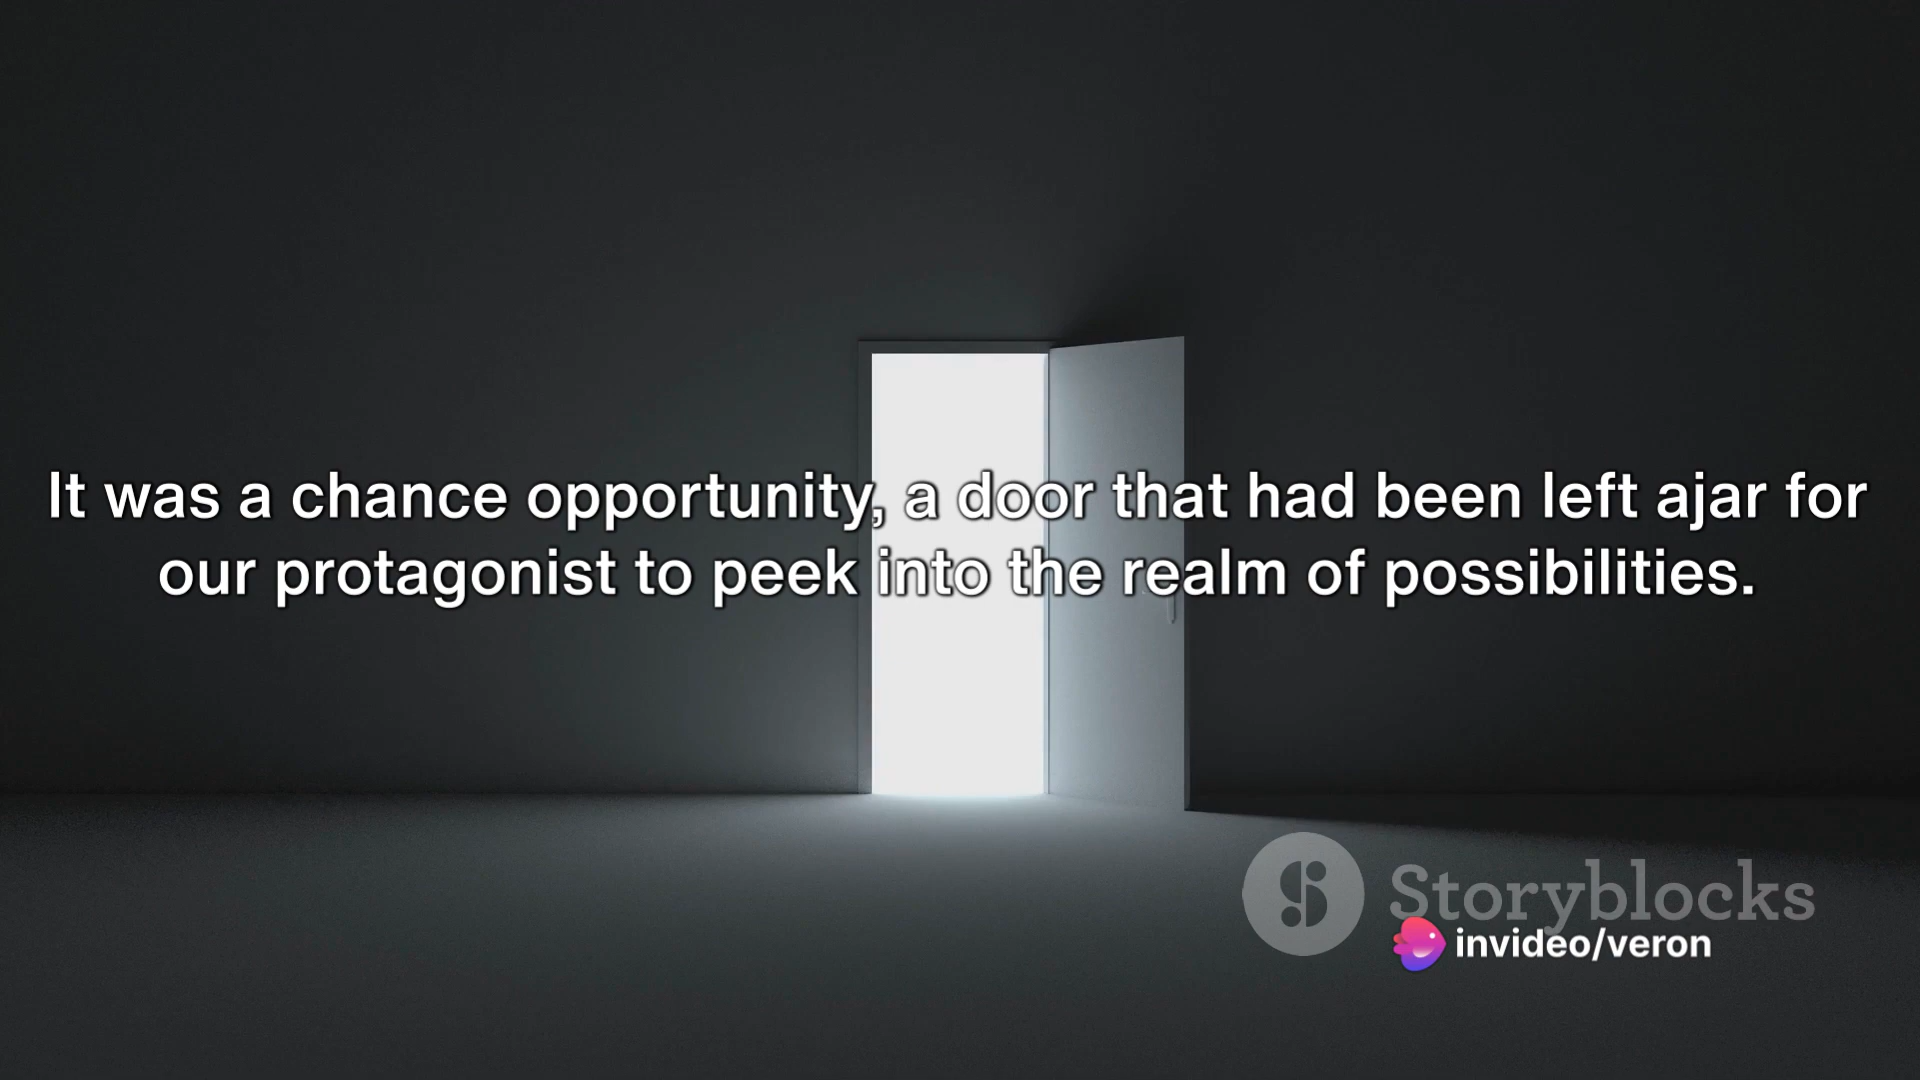 It was a chance opportunity, a door that had been left ajar for
our protagonist to peek into the realm of possibilities.
Storyblocks
invideo/veron